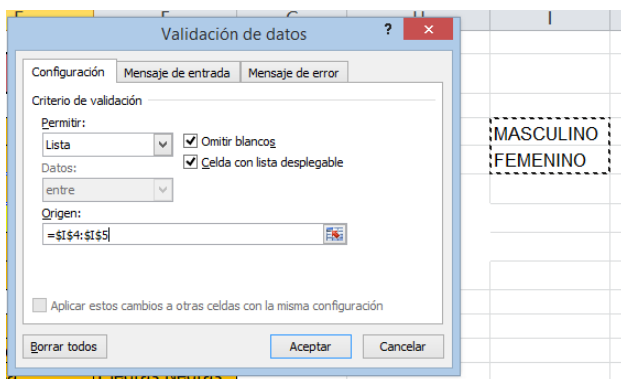 Validación de datos
Configuración Mensaje de entrada Mensaje de error
Criterio de validación
Permitir:
Lista
Omitir blancos
Celda con lista desplegable
Datos:
entre
Origen:
=$I$4:$I$5
Aplicar estos cambios a otras celdas con la misma configuración
Borrar todos Aceptar Cancelar
I
MASCULINO
FEMENINO